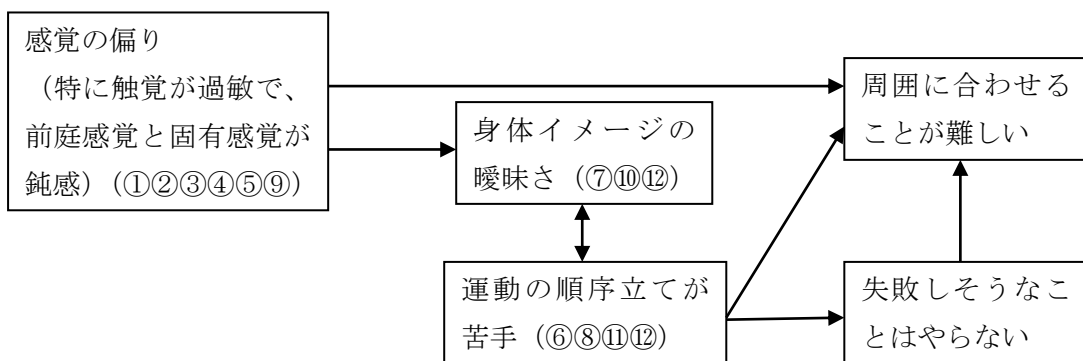 感覚の偏り
（特に触覚が過敏で、
前庭感覚と固有感覚が
鈍感）（①②③④⑤⑨）
身体イメージの
曖昧さ（⑦⑩⑫）
運動の順序立てが
苦手（⑥⑧⑪⑫）
周囲に合わせる
ことが難しい
失敗しそうなこ
とはやらない